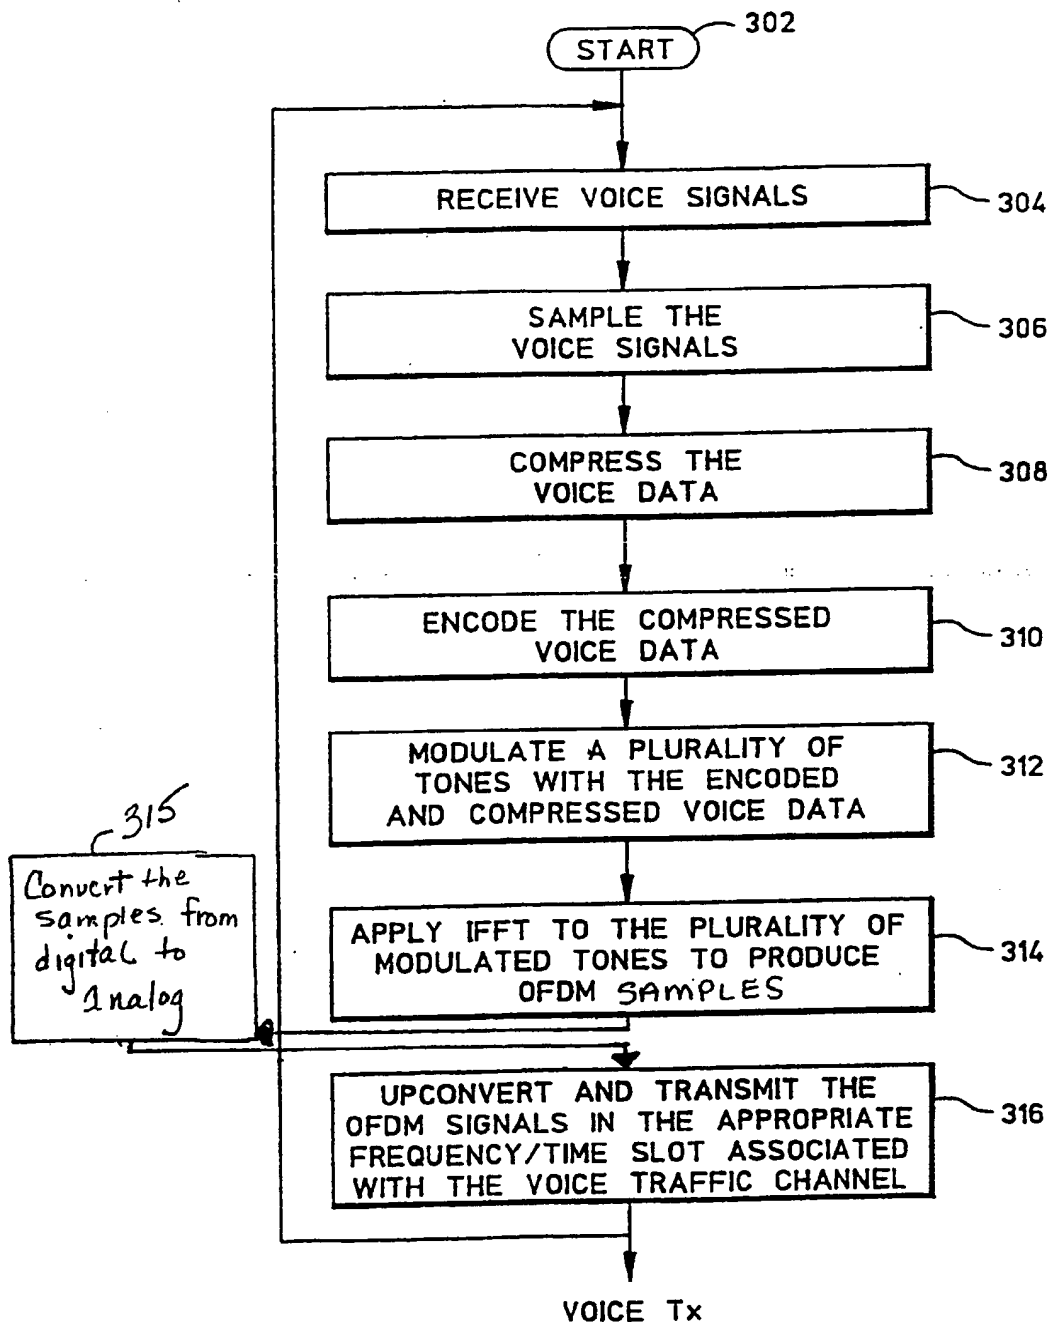 302
START
RECEIVE VOICE SIGNALS
304
SAMPLE THE
VOICE SIGNALS
306
COMPRESS THE
VOICE DATA
308
ENCODE THE COMPRESSED
VOICE DATA
310
MODULATE A PLURALITY OF
TONES WITH THE ENCODED
AND COMPRESSED VOICE DATA
312
315
Convert the
samples from
digital to
Analog
APPLY IFFT TO THE PLURALITY OF
MODULATED TONES TO PRODUCE
OFDM SAMPLES
314
UPCONVERT AND TRANSMIT THE
OFDM SIGNALS IN THE APPROPRIATE
FREQUENCY/TIME SLOT ASSOCIATED
WITH THE VOICE TRAFFIC CHANNEL
316
VOICE Tx